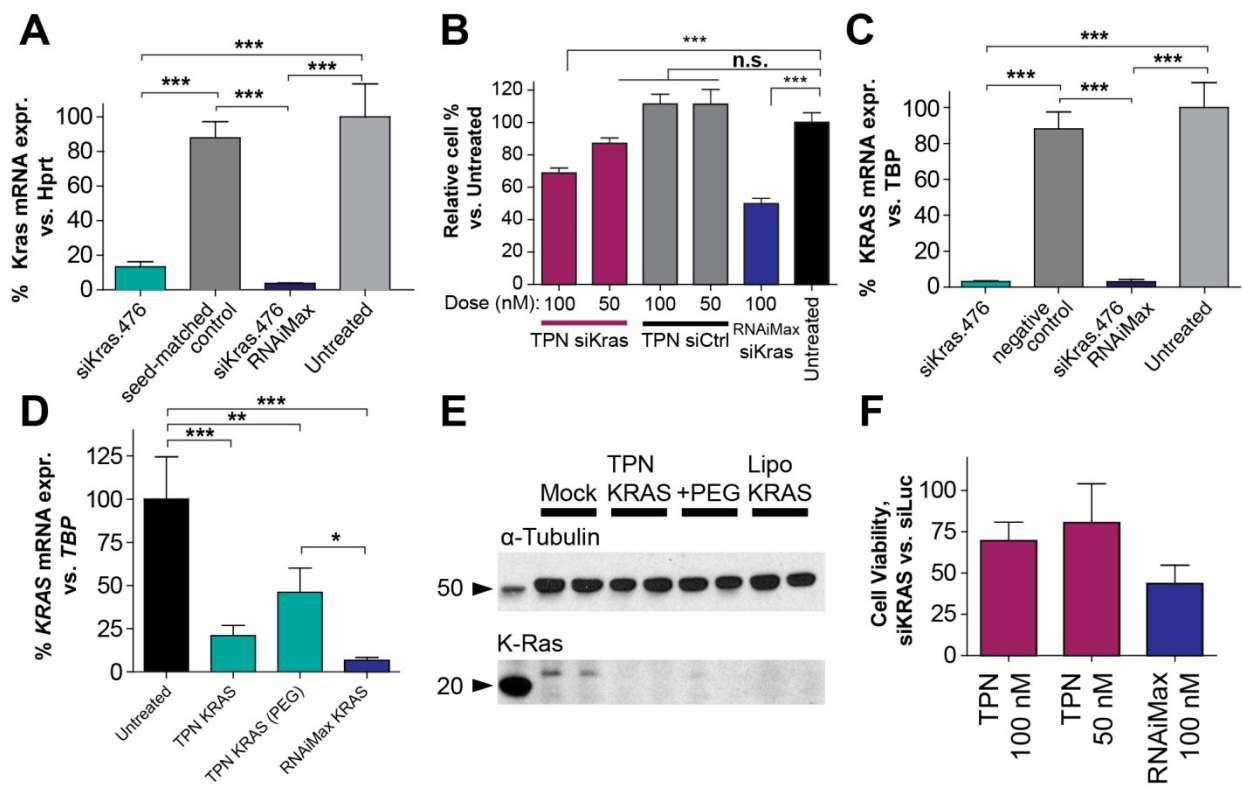 A
% Kras mRNA expr.
vs. Hprt
100
80
60
40
20
0
***
***
***
***
siKras.476
seed-matched
control
siKras.476
RNAiMax
Untreated
B
Relative cell %
vs. Untreated
120
100
80
60
40
20
0
***
n.s.
***
Dose (nM): 100 50 100 50 100
TPN siKras
TPN siCtrl
RNAiMax
siKras
Untreated
C
% KRAS mRNA expr.
vs. TBP
100
80
60
40
20
0
***
***
***
***
siKras.476
negative
control
siKras.476
RNAiMax
Untreated
D
% KRAS mRNA expr.
vs. TBP
125
100
75
50
25
0
***
**
***
*
Untreated
TPN KRAS
TPN KRAS (PEG)
RNAiMax KRAS
E
TPN Lipo
Mock KRAS +PEG KRAS
α-Tubulin
50
K-Ras
20
F
Cell Viability,
siKRAS vs. siLuc
100
75
50
25
0
TPN
100 nM
TPN
50 nM
RNAiMax
100 nM